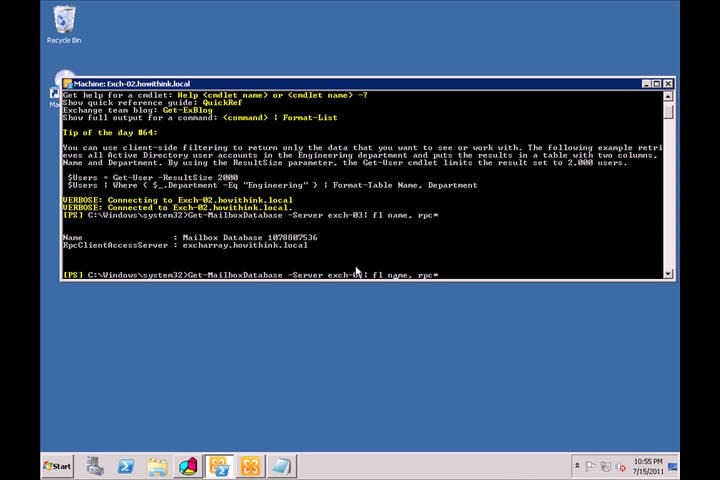 Recycle Bin
Ma
Machine: Exch-02.howithink.local
Get help for a cmdlet: Help <cmdlet name> or <cmdlet name> -?
Show quick reference guide: QuickRef
Exchange team blog: Get-ExBlog
Show full output for a command: <command> | Format-List
Tip of the day #64:
You can use client-side filtering to return only the data that you want to see or work with. The following example retri
eves all Active Directory user accounts in the Engineering department and puts the results in a table with two columns,
Name and Department. By using the ResultSize parameter, the Get-User cmdlet limits the result set to 2,000 users.
$Users = Get-User -ResultSize 2000
$Users | Where { $_.Department -Eq "Engineering" } | Format-Table Name, Department
VERBOSE: Connecting to Exch-02.howithink.local
VERBOSE: Connected to Exch-02.howithink.local.
[PS] C:\Windows\system32>Get-MailboxDatabase -Server exch-03| fl name, rpc*
Name : Mailbox Database 1078807536
RpcClientAccessServer : excharray.howithink.local
[PS] C:\Windows\system32>Get-MailboxDatabase -Server | fl name, rpc*
Start
10:55 PM
7/15/2011